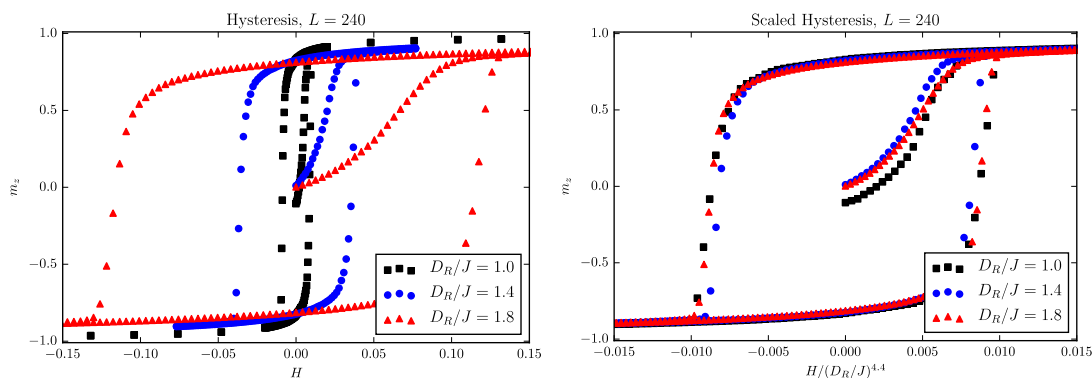 Hysteresis, L = 240
1.0
0.5
0.0
−0.5
−1.0
m_z
−0.15
−0.10
−0.05
0.00
0.05
0.10
0.15
H
D_R/J = 1.0
D_R/J = 1.4
D_R/J = 1.8
Scaled Hysteresis, L = 240
1.0
0.5
0.0
−0.5
−1.0
m_z
−0.015
−0.010
−0.005
0.000
0.005
0.010
0.015
H/(D_R/J)^4.4
D_R/J = 1.0
D_R/J = 1.4
D_R/J = 1.8